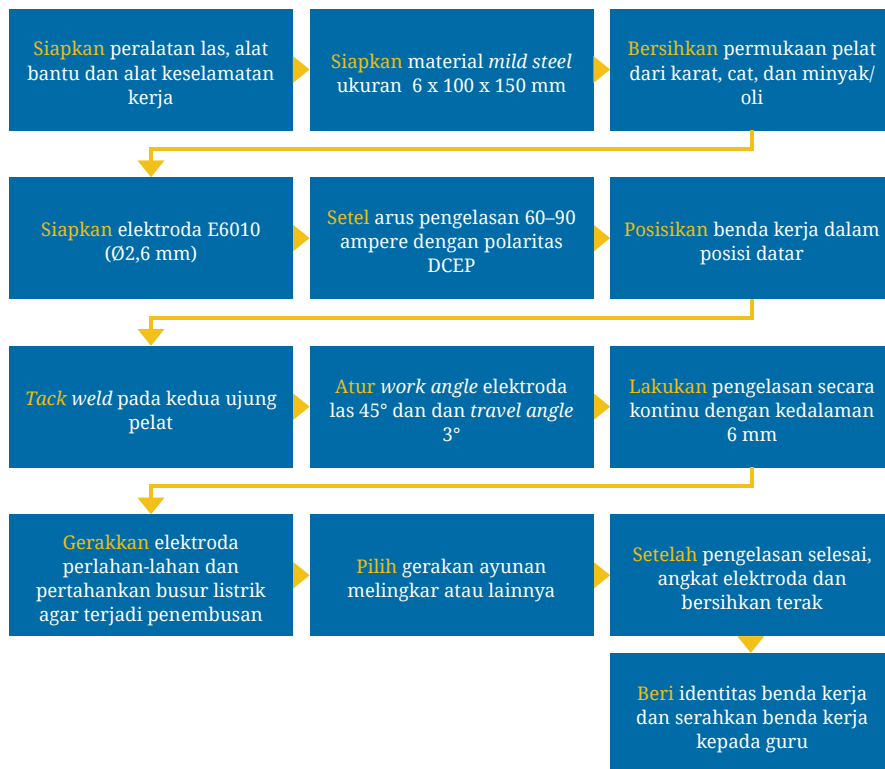 Siapkan peralatan las, alat
bantu dan alat keselamatan
kerja
Siapkan material mild steel
ukuran 6 x 100 x 150 mm
Bersihkan permukaan pelat
dari karat, cat, dan minyak/
oli
Siapkan elektroda E6010
(Ø2,6 mm)
Setel arus pengelasan 60–90
ampere dengan polaritas
DCEP
Posisikan benda kerja dalam
posisi datar
Tack weld pada kedua ujung
pelat
Atur work angle elektroda
las 45° dan dan travel angle
3°
Lakukan pengelasan secara
kontinu dengan kedalaman
6 mm
Gerakkan elektroda
perlahan-lahan dan
pertahankan busur listrik
agar terjadi penembusan
Pilih gerakan ayunan
melingkar atau lainnya
Setelah pengelasan selesai,
angkat elektroda dan
bersihkan terak
Beri identitas benda kerja
dan serahkan benda kerja
kepada guru